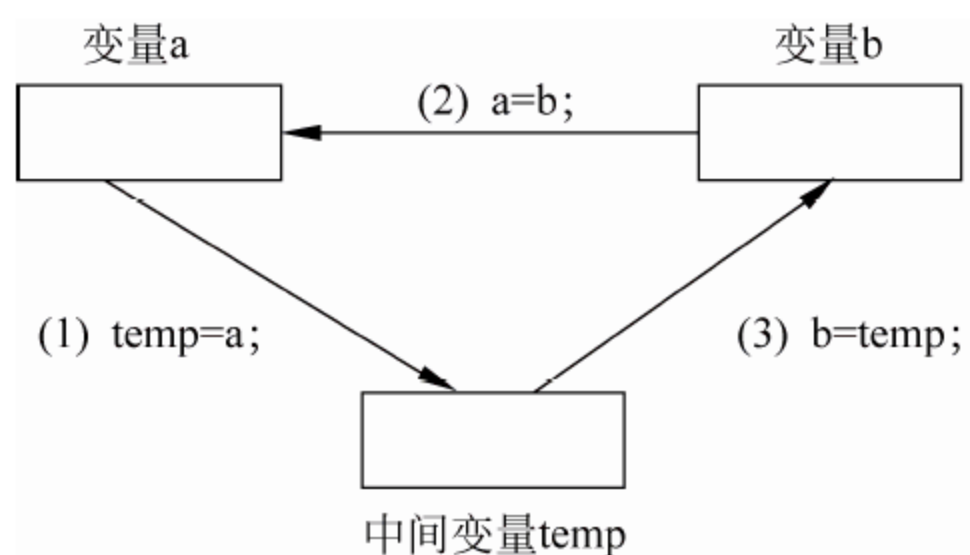 变量a
变量b
(2) a=b;
(1) temp=a;
(3) b=temp;
中间变量temp